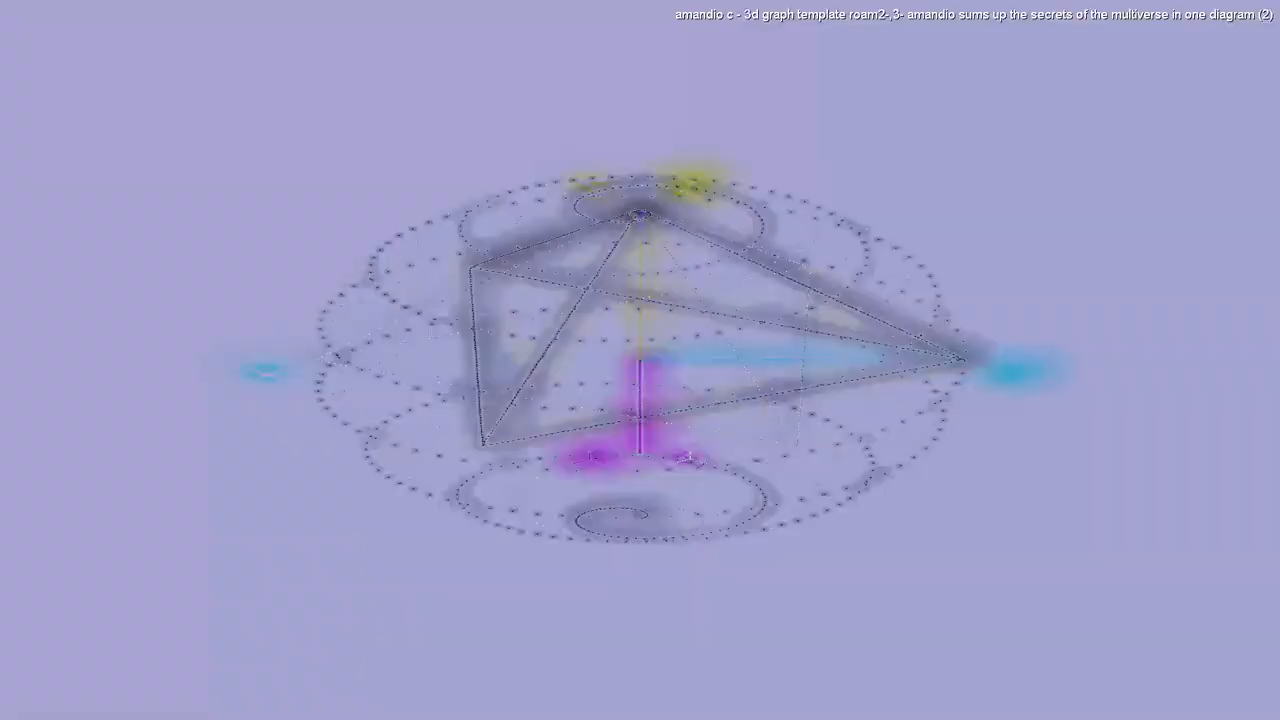 amandio c - 3d graph template roam2-,3- amandio sums up the secrets of the multiverse in one diagram (2)